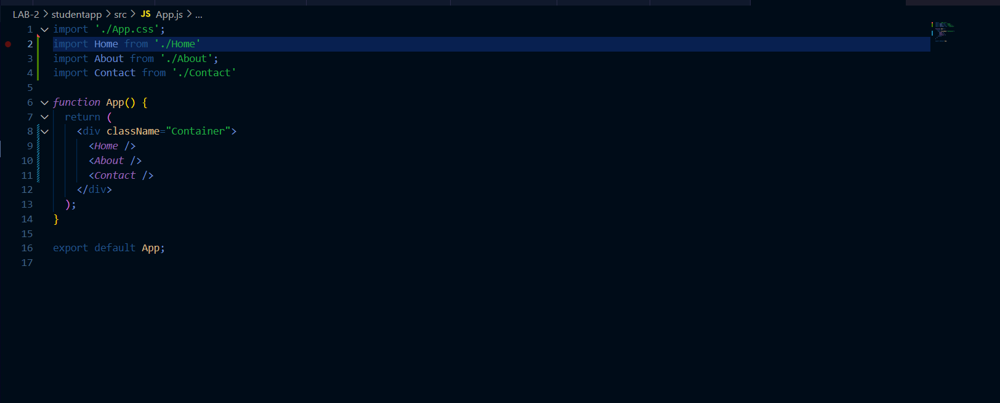 LAB-2 > studentapp > src > JS App.js > ...
1 import './App.css';
2 import Home from './Home'
3 import About from './About';
4 import Contact from './Contact'
5
6 function App() {
7   return (
8     <div className="Container">
9       <Home />
10       <About />
11       <Contact />
12     </div>
13   );
14 }
15
16 export default App;
17